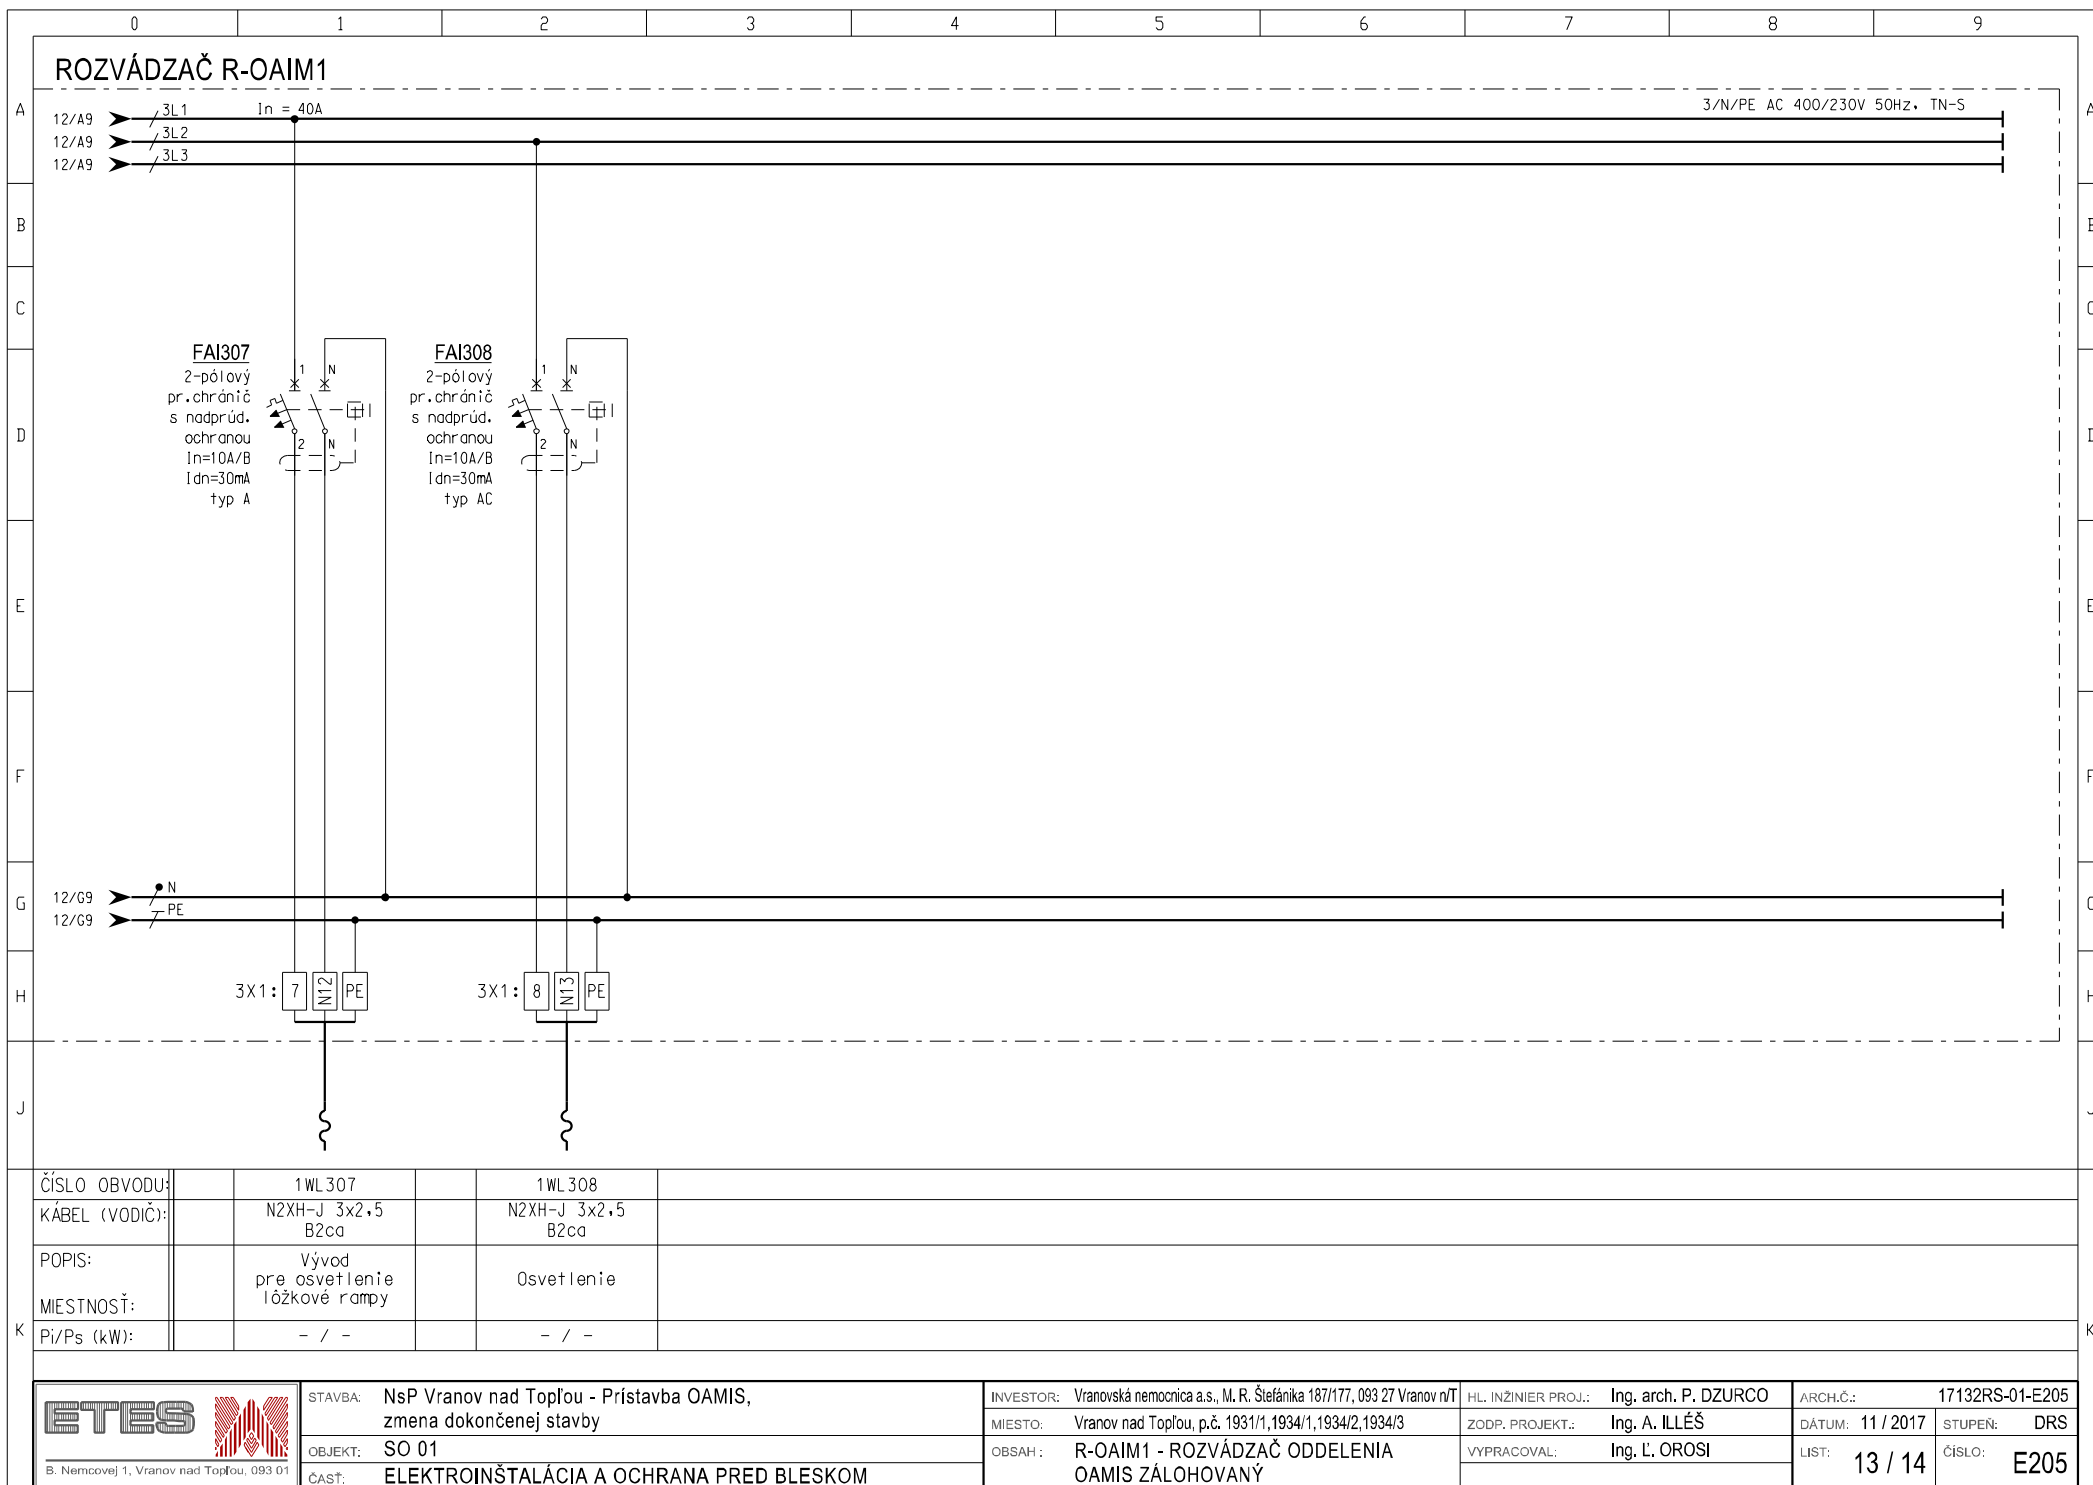 0 1 2 3 4 5 6 7 8 9
ROZVÁDZAČ R-OAIM1
A A
12/A9 3L1 In = 40A 3/N/PE AC 400/230V 50Hz, TN-S
12/A9 3L2
12/A9 3L3
B
C
FAI307
2-pólový
pr.chránič
s nadprúd.
ochranou
In=10A/B
Idn=30mA
typ A
1 N
2 N
FAI308
2-pólový
pr.chránič
s nadprúd.
ochranou
In=10A/B
Idn=30mA
typ AC
1 N
2 N
D
E E
F F
G
12/G9 N
12/G9 PE
H H
3X1: 7 N12 PE
3X1: 8 N13 PE
J
ČÍSLO OBVODU: 1WL307 1WL308
KÁBEL (VODIČ): N2XH-J 3x2,5 N2XH-J 3x2,5
B2ca B2ca
POPIS: Vývod
pre osvetlenie Osvetlenie
lôžkové rampy
MIESTNOSŤ:
K K
Pi/Ps (kW): - / - - / -
ETES
B. Nemcovej 1, Vranov nad Topľou, 093 01
STAVBA: NsP Vranov nad Topľou - Prístavba OAMIS,
zmena dokončenej stavby
OBJEKT: SO 01
ČASŤ: ELEKTROINŠTALÁCIA A OCHRANA PRED BLESKOM
INVESTOR: Vranovská nemocnica a.s., M. R. Štefánika 187/177, 093 27 Vranov n/T
MIESTO: Vranov nad Topľou, p.č. 1931/1,1934/1,1934/2,1934/3
OBSAH : R-OAIM1 - ROZVÁDZAČ ODDELENIA
OAMIS ZÁLOHOVANÝ
HL. INŽINIER PROJ.: Ing. arch. P. DZURCO
ZODP. PROJEKT.: Ing. A. ILLÉŠ
VYPRACOVAL: Ing. Ľ. OROSI
ARCH.Č.: 17132RS-01-E205
DÁTUM: 11 / 2017 STUPEŇ: DRS
LIST: 13 / 14 ČÍSLO: E205